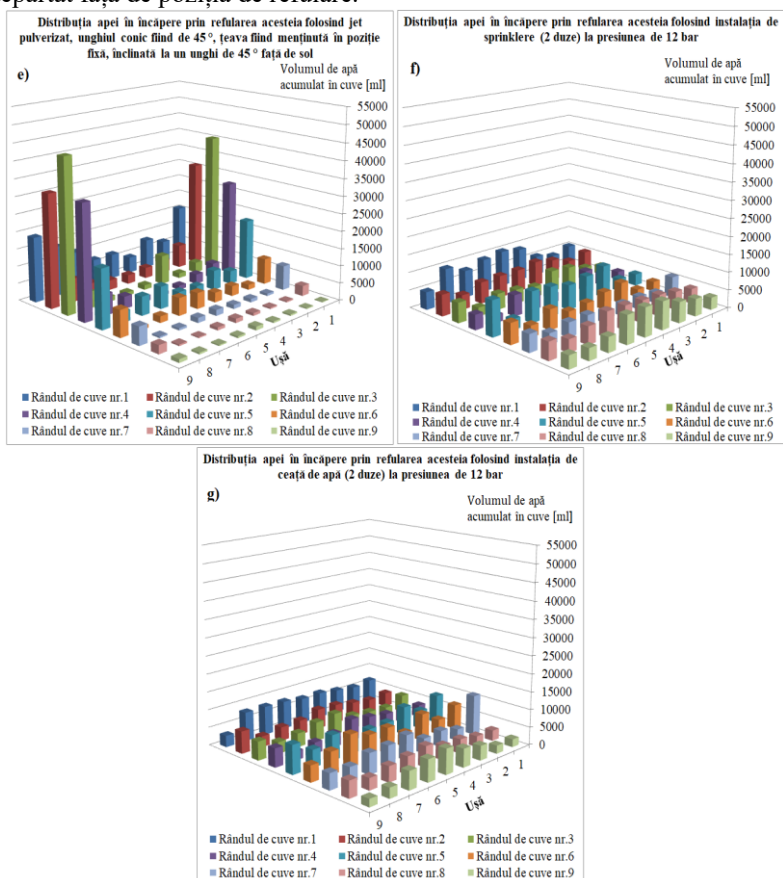 epartat față de poziția de refulare.
Distribuția apei în încăpere prin refularea acesteia folosind jet
pulverizat, unghiul conic fiind de 45 °, țeava fiind menținută în poziție
fixă, înclinată la un unghi de 45 ° față de sol
e)
Volumul de apă
acumulat în cuve [ml]
55000
50000
45000
40000
35000
30000
25000
20000
15000
10000
5000
0
1
2
3
4
5
6
7
8
9
Ușă
Rândul de cuve nr.1 Rândul de cuve nr.2 Rândul de cuve nr.3
Rândul de cuve nr.4 Rândul de cuve nr.5 Rândul de cuve nr.6
Rândul de cuve nr.7 Rândul de cuve nr.8 Rândul de cuve nr.9
Distribuția apei în încăpere prin refularea acesteia folosind instalația de
sprinklere (2 duze) la presiunea de 12 bar
f)
Volumul de apă
acumulat în cuve [ml]
55000
50000
45000
40000
35000
30000
25000
20000
15000
10000
5000
0
1
2
3
4
5
6
7
8
9
Ușă
Rândul de cuve nr.1 Rândul de cuve nr.2 Rândul de cuve nr.3
Rândul de cuve nr.4 Rândul de cuve nr.5 Rândul de cuve nr.6
Rândul de cuve nr.7 Rândul de cuve nr.8 Rândul de cuve nr.9
Distribuția apei în încăpere prin refularea acesteia folosind instalația de
ceață de apă (2 duze) la presiunea de 12 bar
g)
Volumul de apă
acumulat în cuve [ml]
55000
50000
45000
40000
35000
30000
25000
20000
15000
10000
5000
0
1
2
3
4
5
6
7
8
9
Ușă
Rândul de cuve nr.1 Rândul de cuve nr.2 Rândul de cuve nr.3
Rândul de cuve nr.4 Rândul de cuve nr.5 Rândul de cuve nr.6
Rândul de cuve nr.7 Rândul de cuve nr.8 Rândul de cuve nr.9